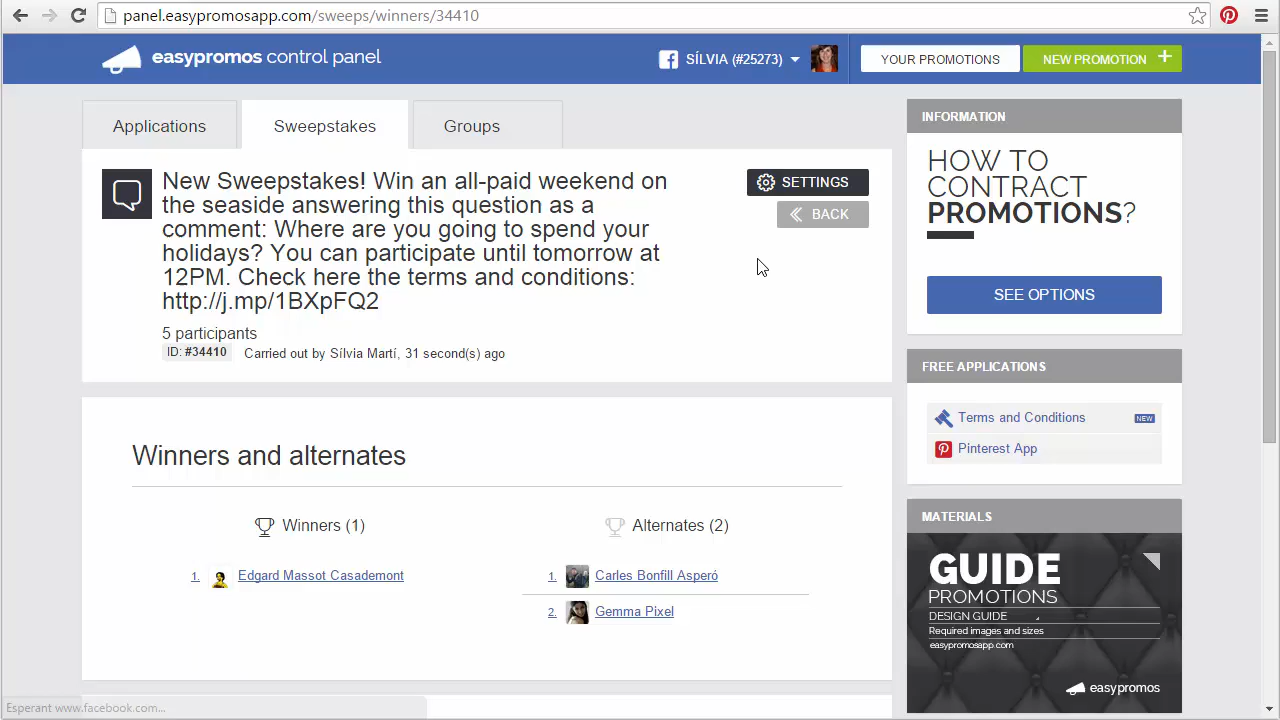 panel.easypromosapp.com/sweeps/winners/34410
easypromos control panel
SÍLVIA (#25273)
YOUR PROMOTIONS
NEW PROMOTION +
Applications
Sweepstakes
Groups
New Sweepstakes! Win an all-paid weekend on
the seaside answering this question as a
comment: Where are you going to spend your
holidays? You can participate until tomorrow at
12PM. Check here the terms and conditions:
http://j.mp/1BXpFQ2
5 participants
ID: #34410 Carried out by Sílvia Martí, 31 second(s) ago
SETTINGS
BACK
Winners and alternates
Winners (1)
1. Edgard Massot Casademont
Alternates (2)
1. Carles Bonfill Asperó
2. Gemma Pixel
INFORMATION
HOW TO
CONTRACT
PROMOTIONS?
SEE OPTIONS
FREE APPLICATIONS
Terms and Conditions NEW
Pinterest App
MATERIALS
GUIDE
PROMOTIONS
DESIGN GUIDE
Required images and sizes
easypromosapp.com
easypromos
Esperant www.facebook.com...